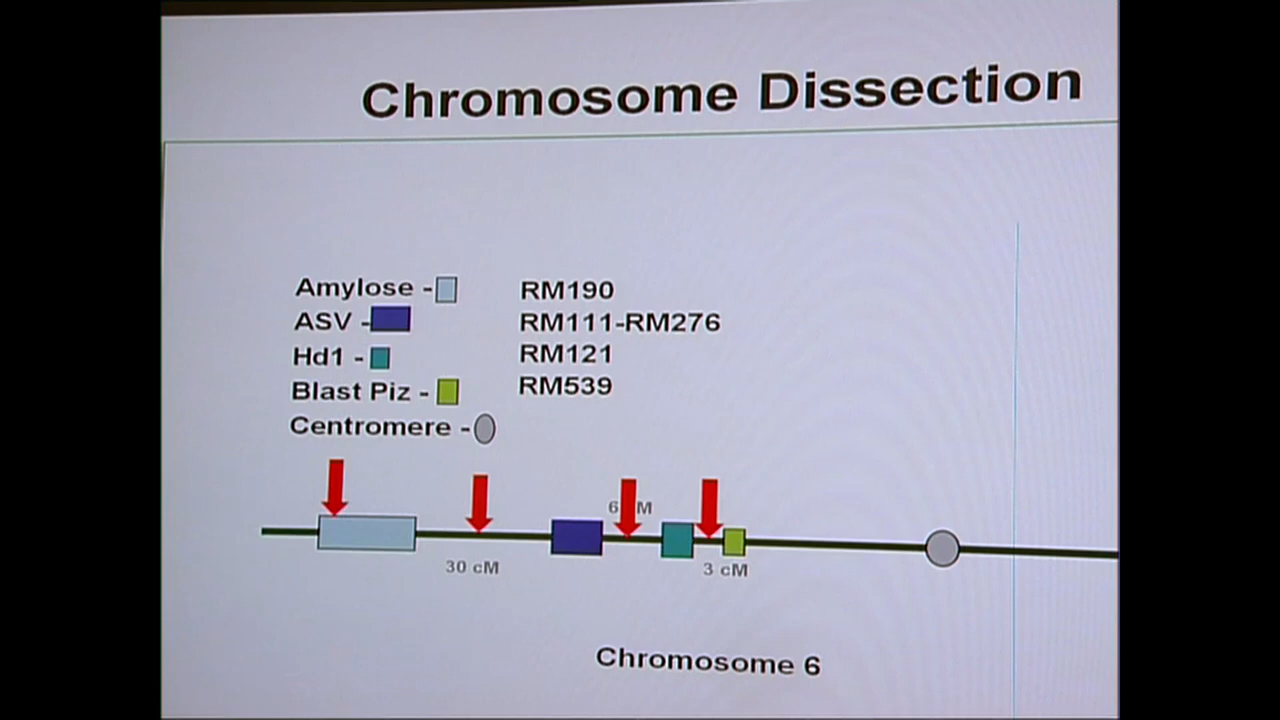 Chromosome Dissection
Amylose - RM190
ASV - RM111-RM276
Hd1 - RM121
Blast Piz - RM539
Centromere -
6 M
30 cM
3 cM
Chromosome 6